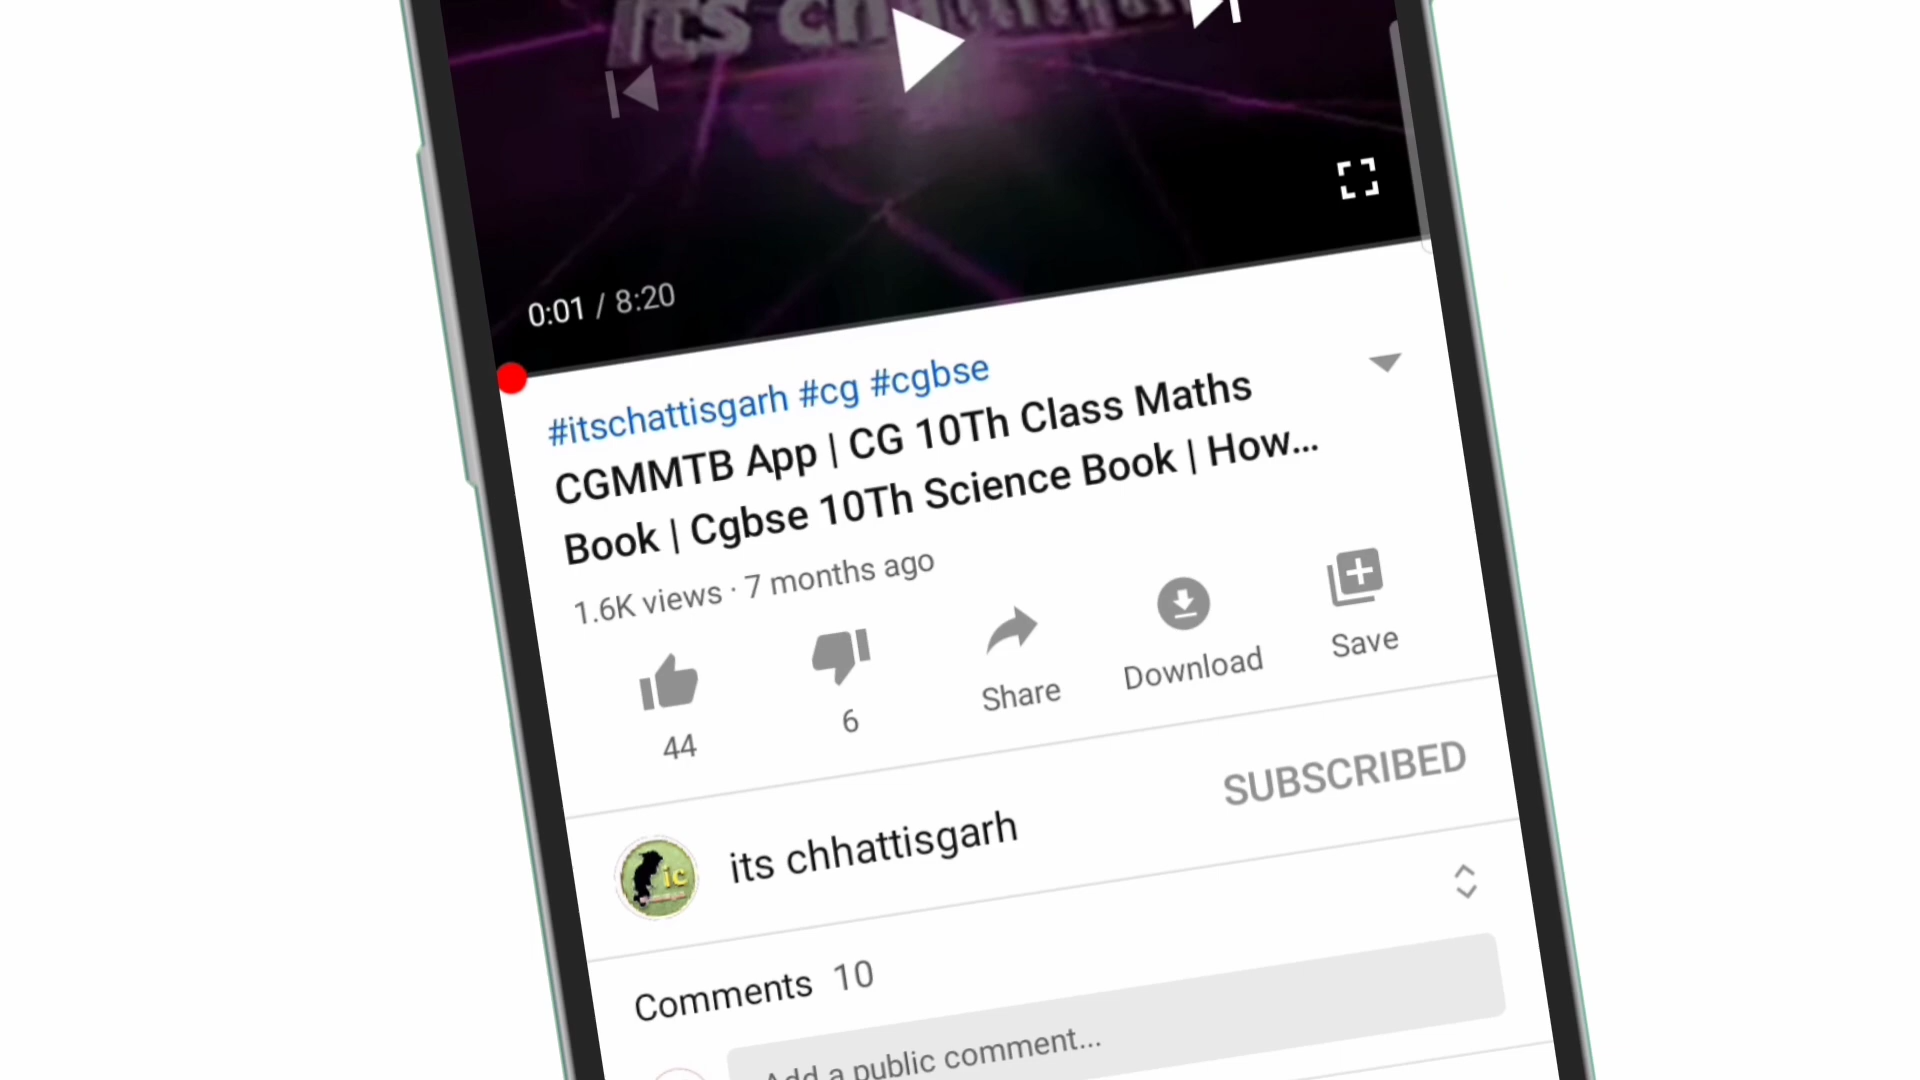 0:01 / 8:20
#itschattisgarh #cg #cgbse
CGMMTB App | CG 10Th Class Maths
Book | Cgbse 10Th Science Book | How...
1.6K views · 7 months ago
44
6
Share
Download
Save
ic
its chhattisgarh
SUBSCRIBED
Comments 10
Add a public comment...